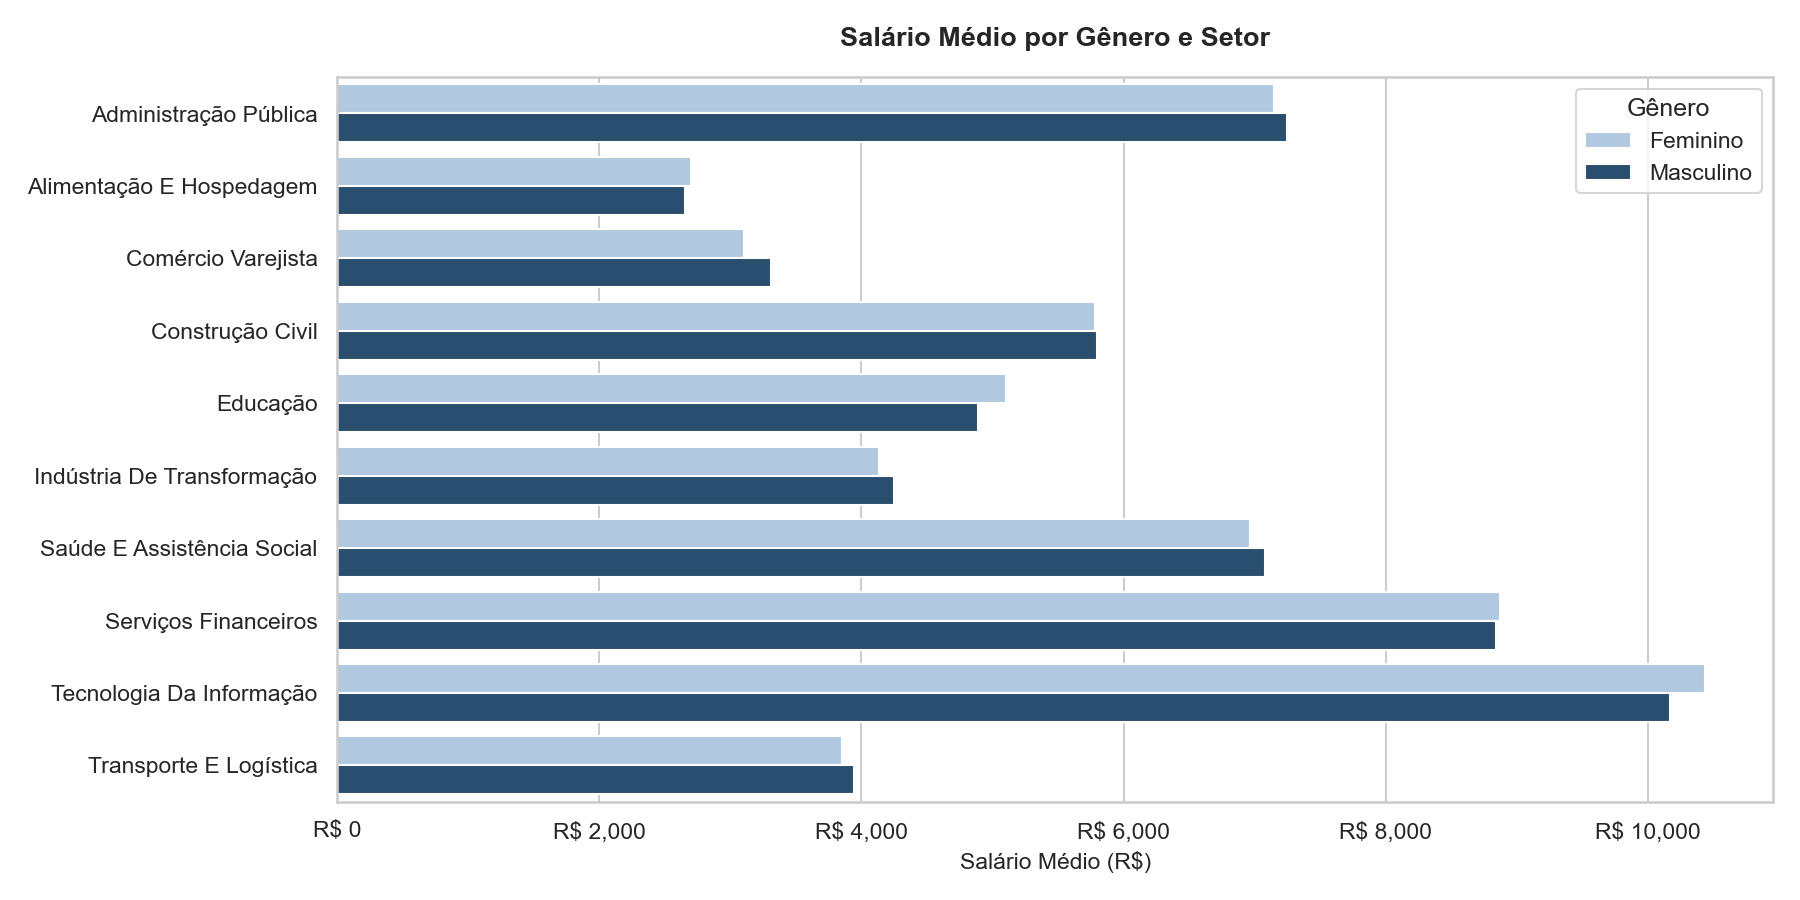 Salário Médio por Gênero e Setor
Gênero
Feminino
Masculino
Administração Pública
Alimentação E Hospedagem
Comércio Varejista
Construção Civil
Educação
Indústria De Transformação
Saúde E Assistência Social
Serviços Financeiros
Tecnologia Da Informação
Transporte E Logística
R$ 0 R$ 2,000 R$ 4,000 R$ 6,000 R$ 8,000 R$ 10,000
Salário Médio (R$)